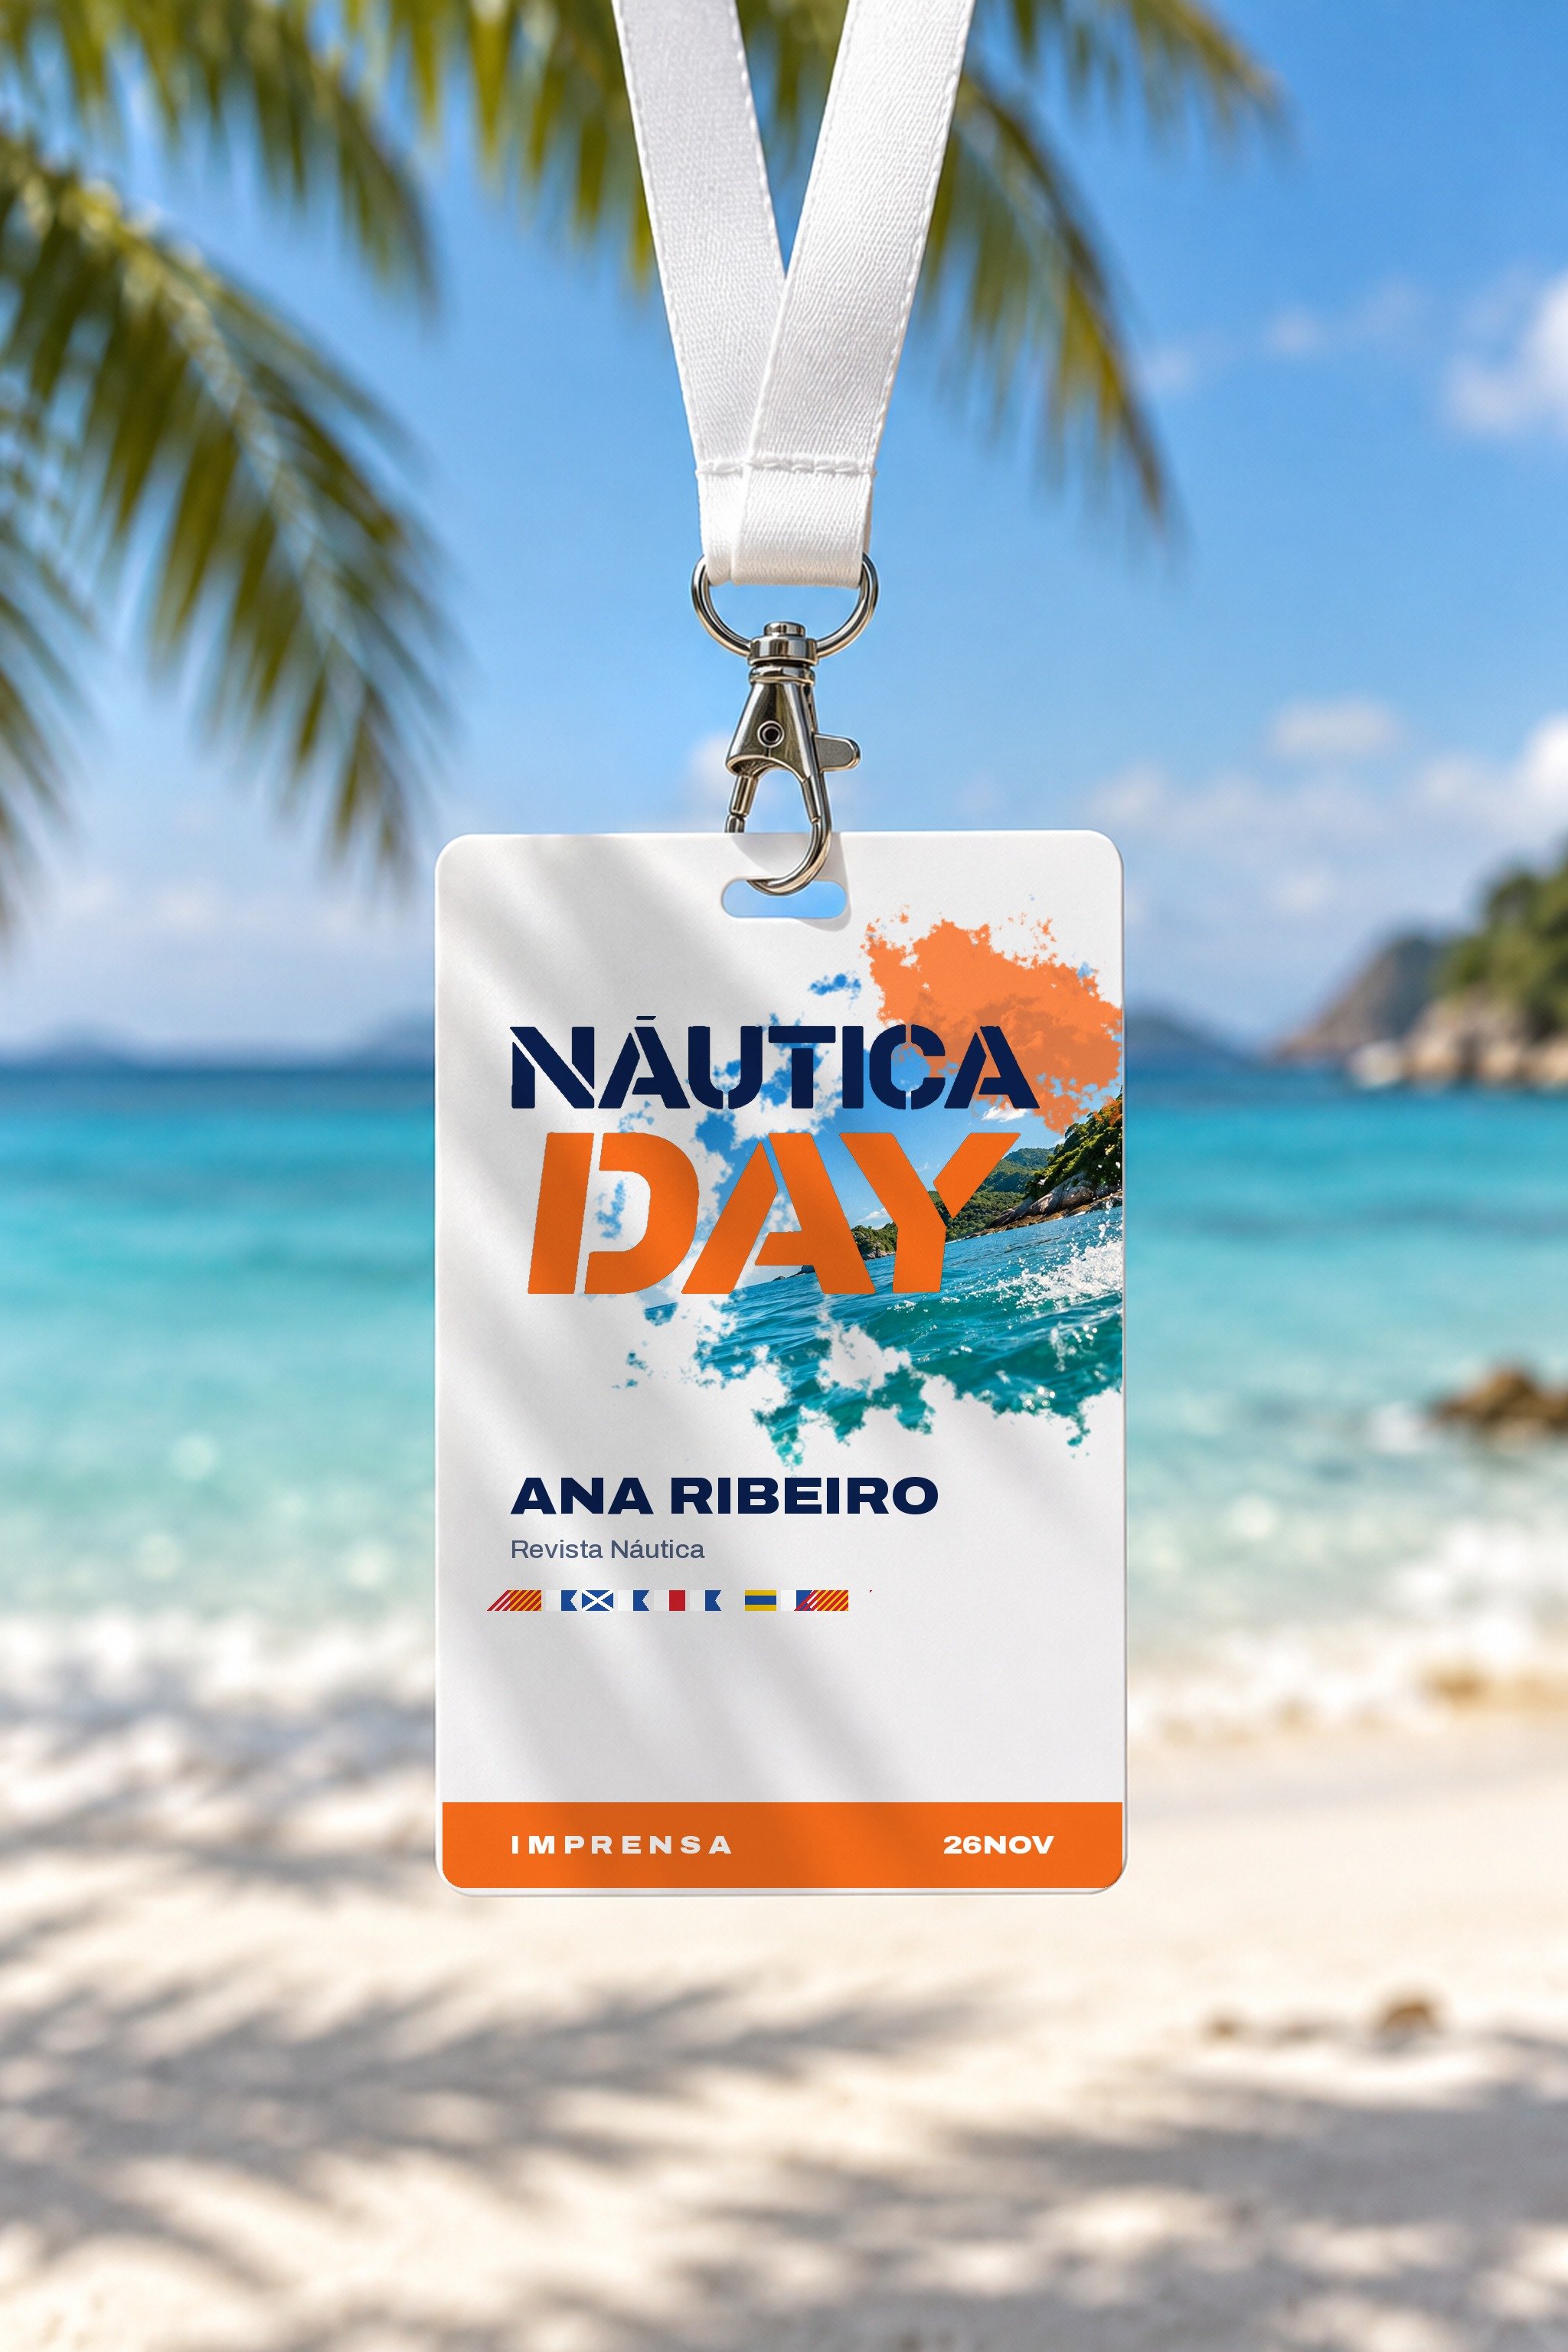 NÁUTICA
DAY
ANA RIBEIRO
Revista Náutica
IMPRENSA
26NOV